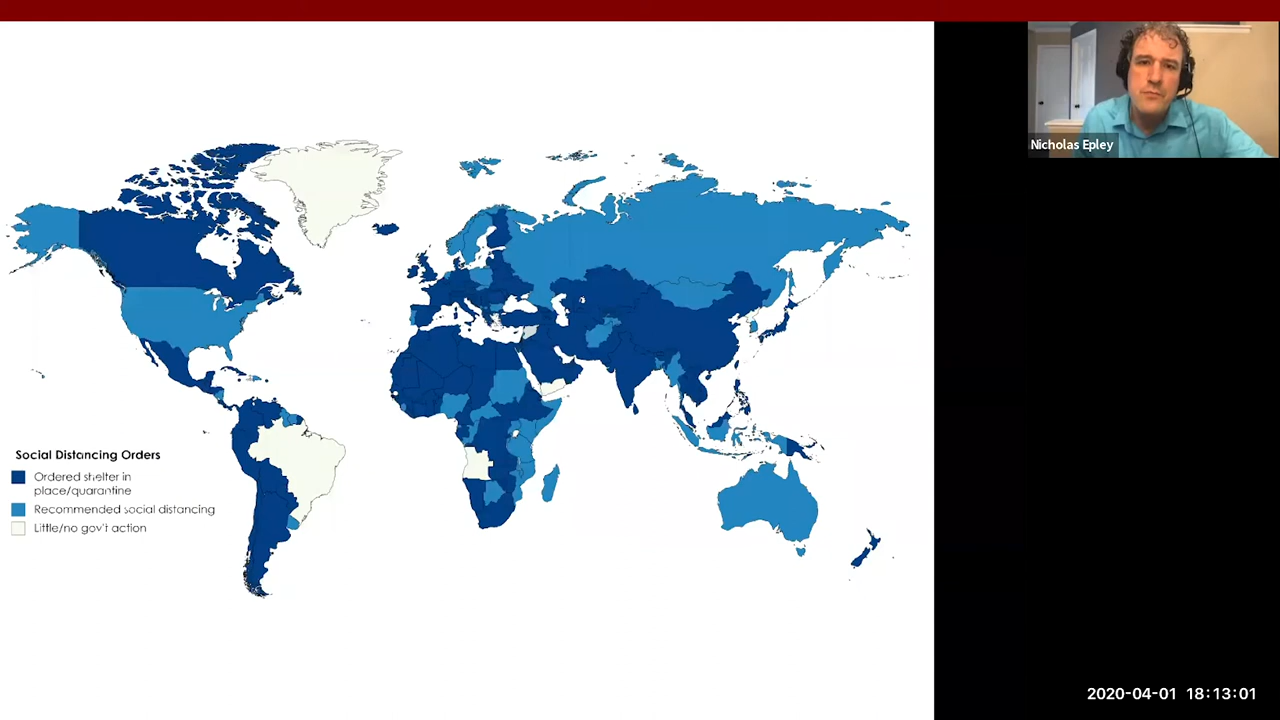 Nicholas Epley
Social Distancing Orders
Ordered shelter in
place/quarantine
Recommended social distancing
Little/no gov't action
2020-04-01 18:13:01